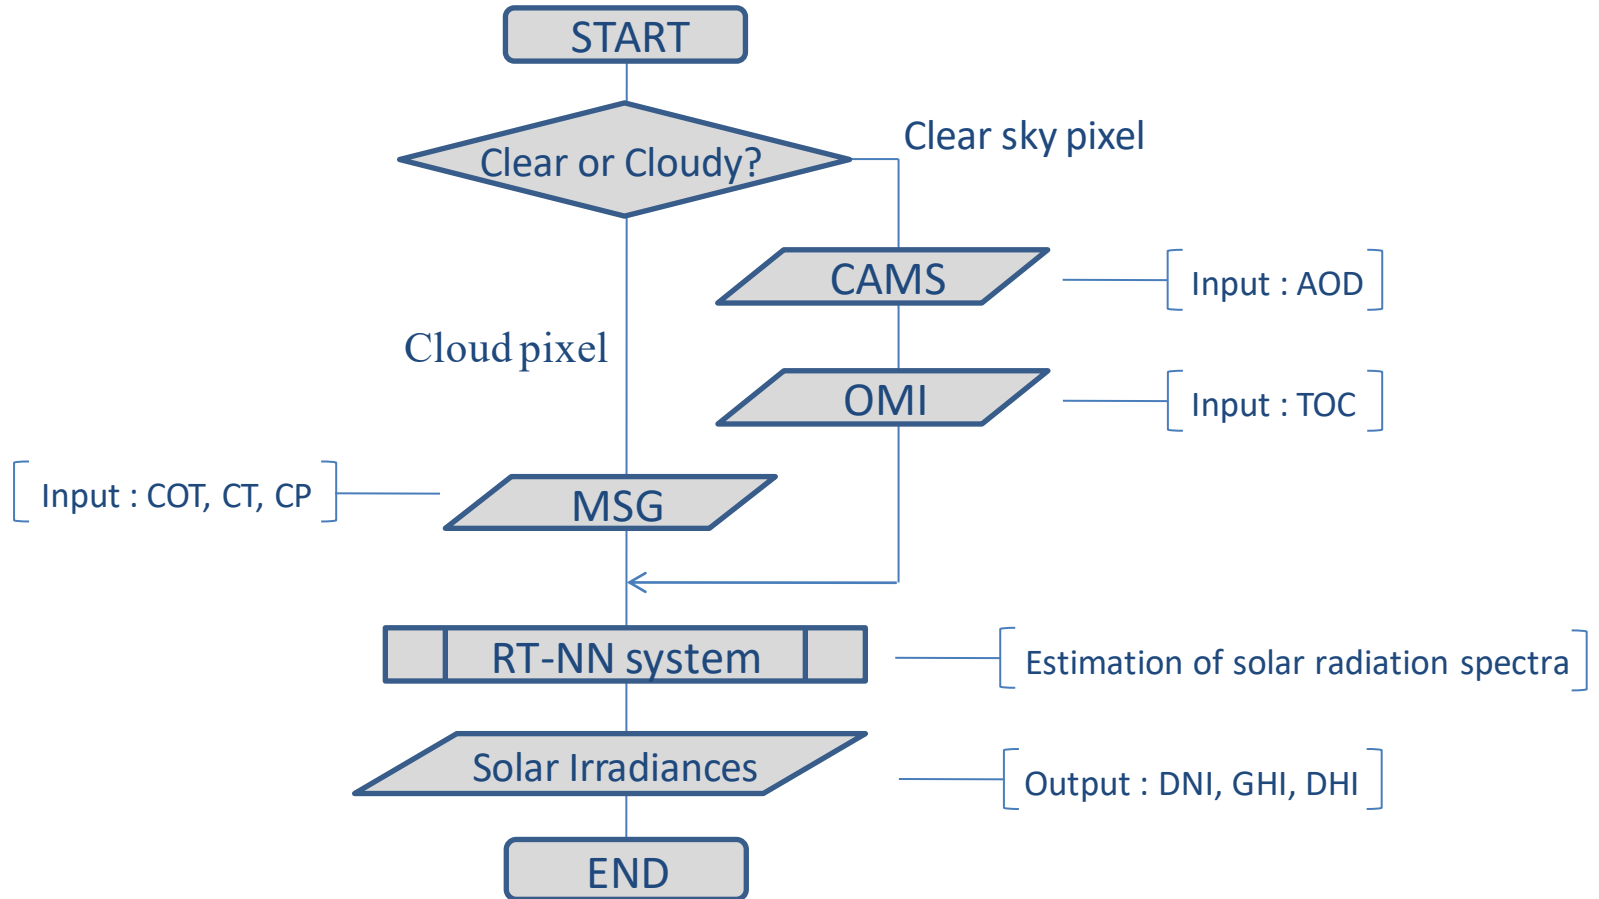 START
Clear sky pixel
Clear or Cloudy?
CAMS
Input : AOD
Cloud pixel
OMI
Input : TOC
Input : COT, CT, CP
MSG
RT-NN system
Estimation of solar radiation spectra
Solar Irradiances
Output : DNI, GHI, DHI
END